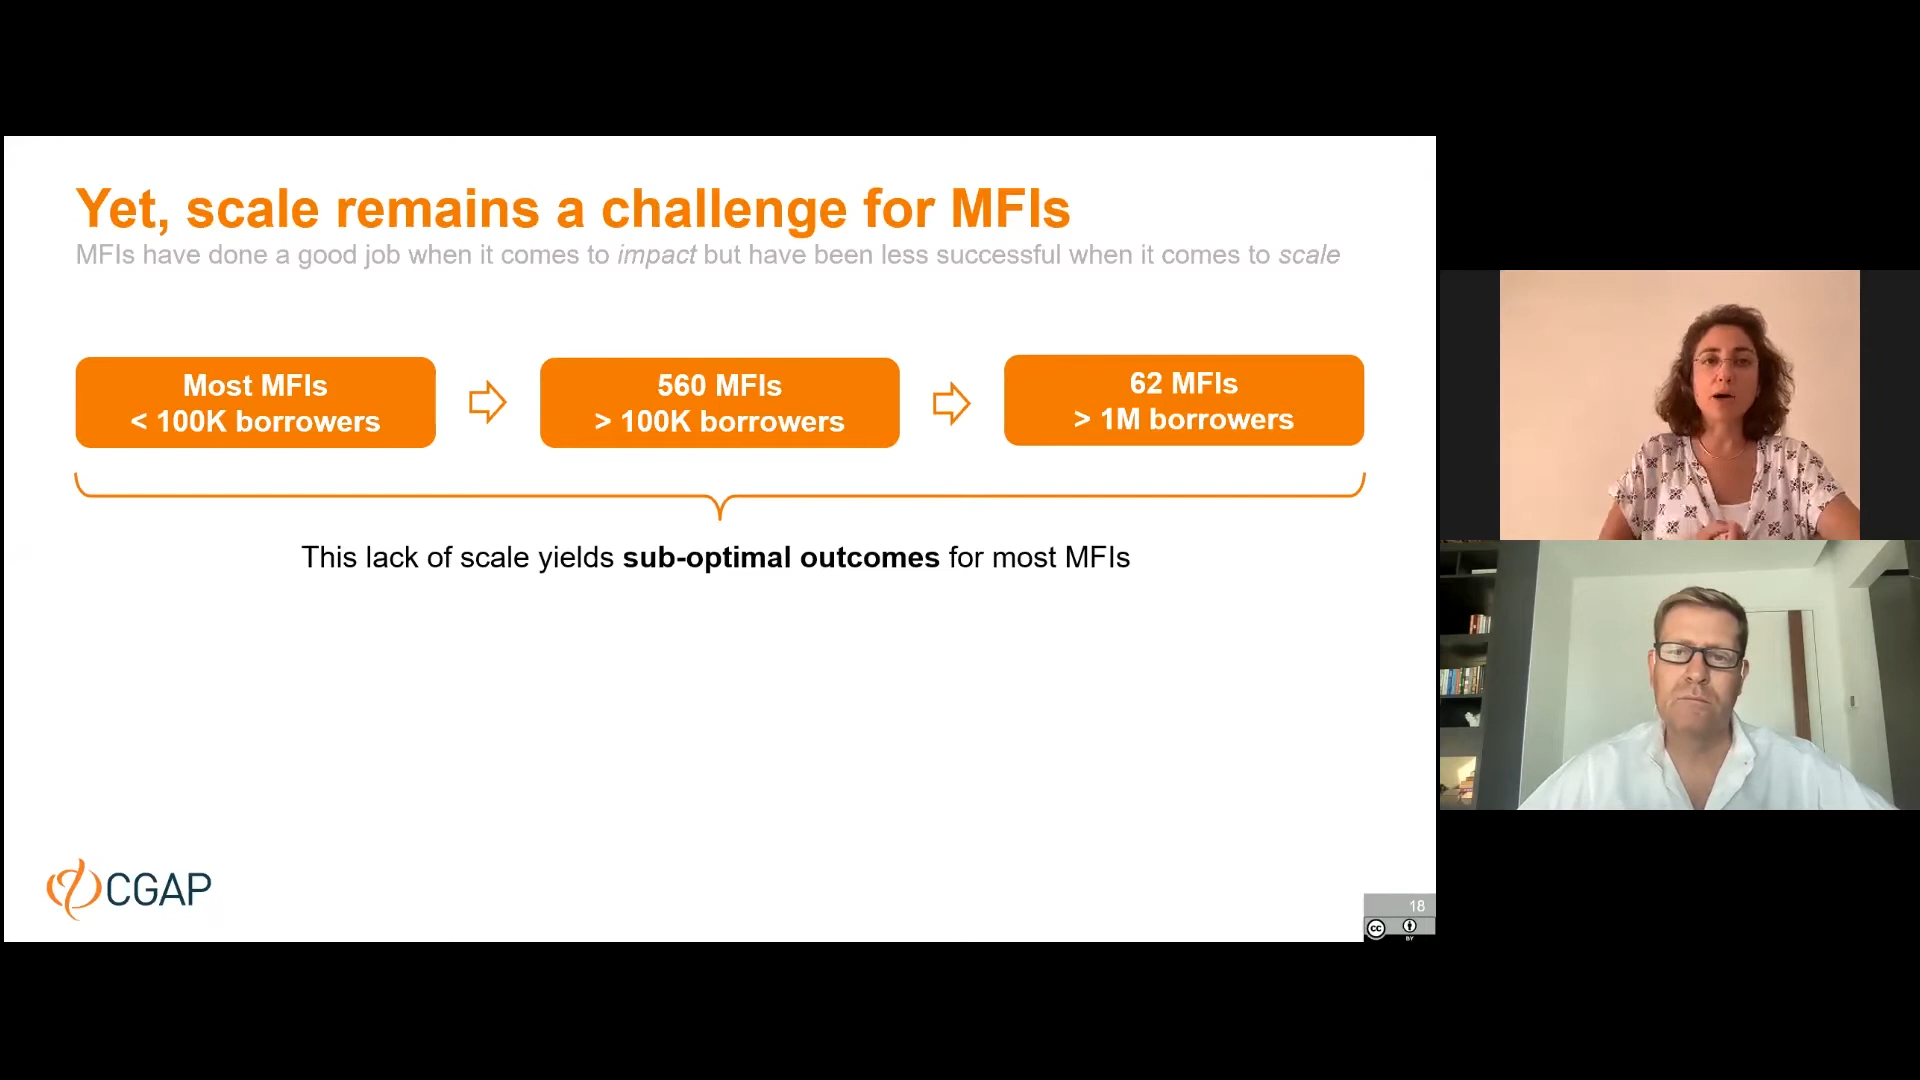 Yet, scale remains a challenge for MFIs
MFIs have done a good job when it comes to impact but have been less successful when it comes to scale
Most MFIs
< 100K borrowers
560 MFIs
> 100K borrowers
62 MFIs
> 1M borrowers
This lack of scale yields sub-optimal outcomes for most MFIs
CGAP
18
cc
BY